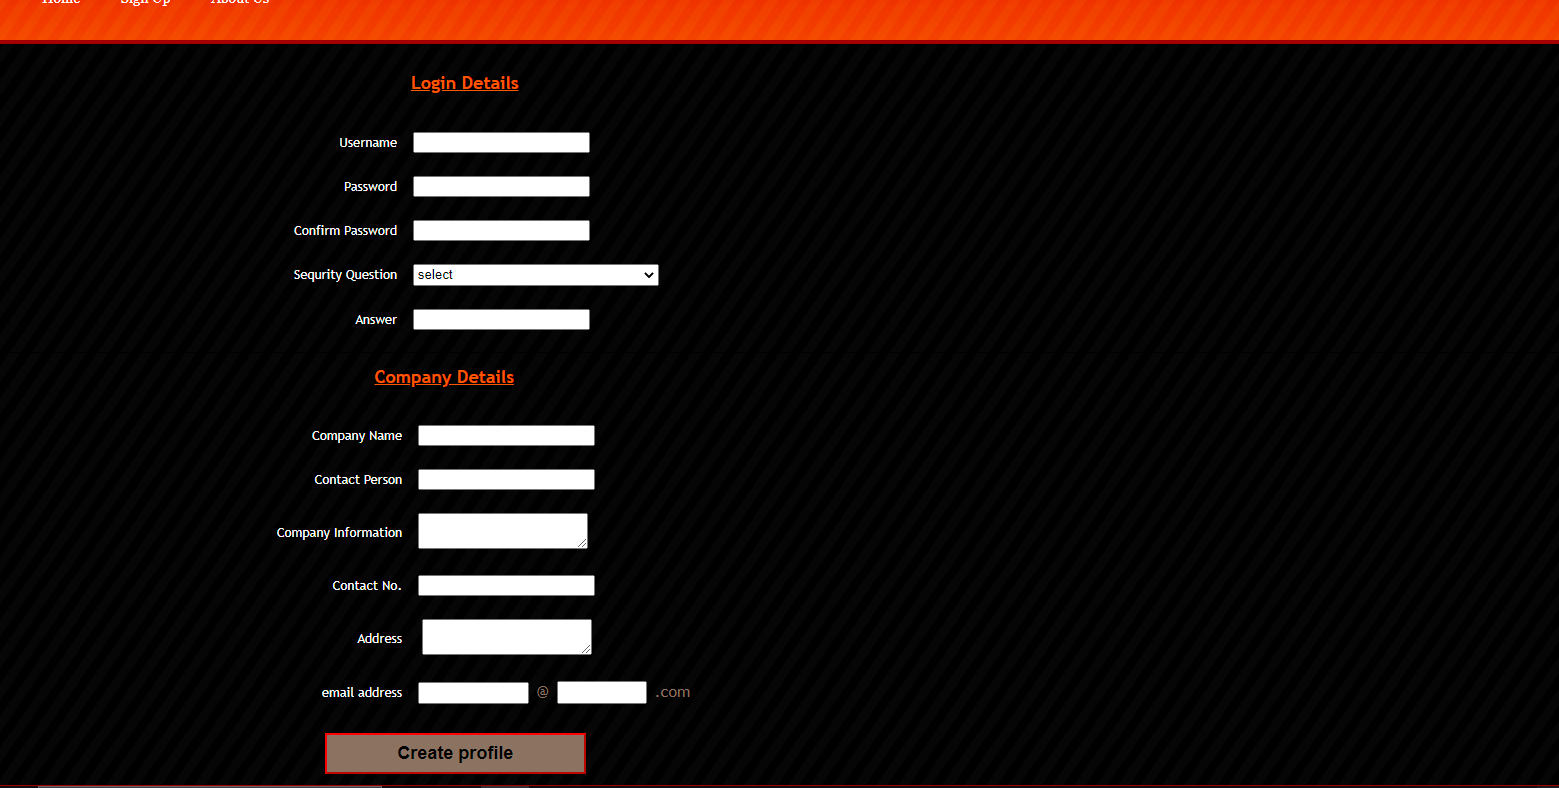 Home Sign Up About Us
Login Details
Username
Password
Confirm Password
Sequrity Question select
Answer
Company Details
Company Name
Contact Person
Company Information
Contact No.
Address
email address @ .com
Create profile